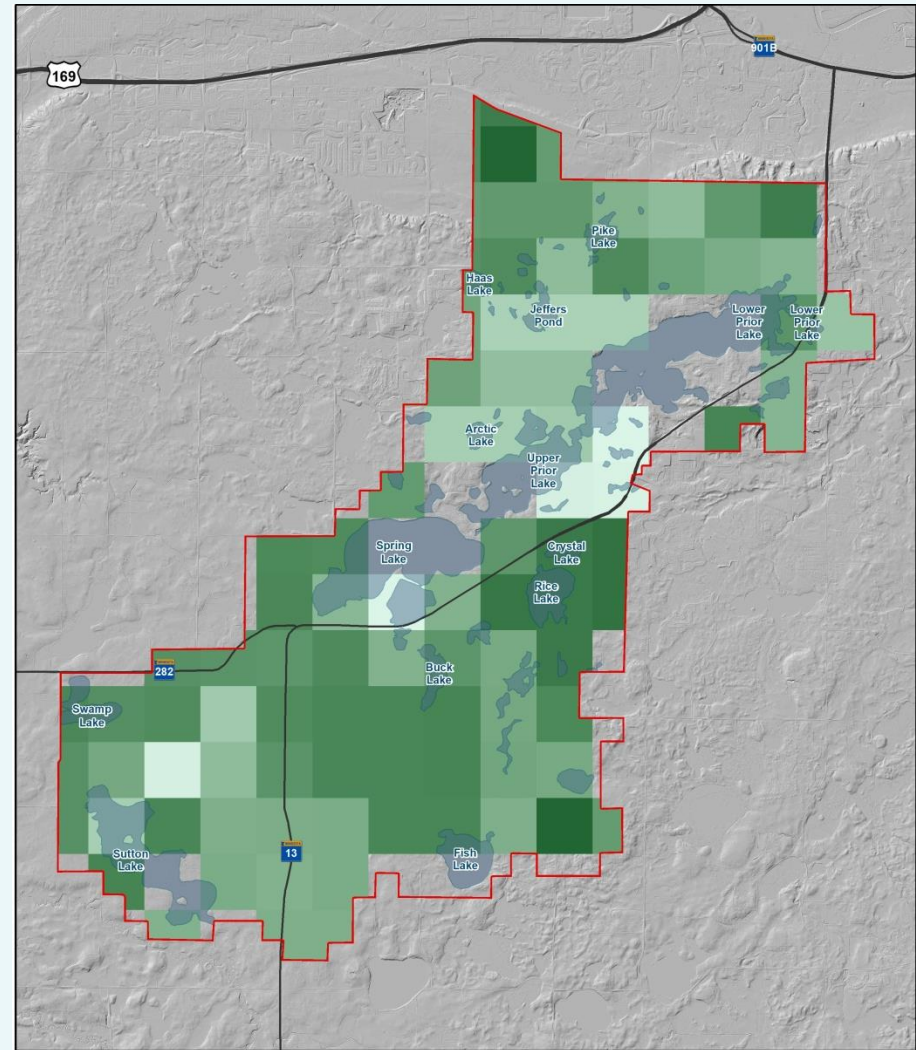 901B
169
Pike
Lake
Haas
Lake
Jeffers
Pond
Lower
Prior
Lake
Lower
Prior
Lake
Arctic
Lake
Upper
Prior
Lake
Spring
Lake
Crystal
Lake
Rice
Lake
Buck
Lake
282
Swamp
Lake
13
Sutton
Lake
Fish
Lake